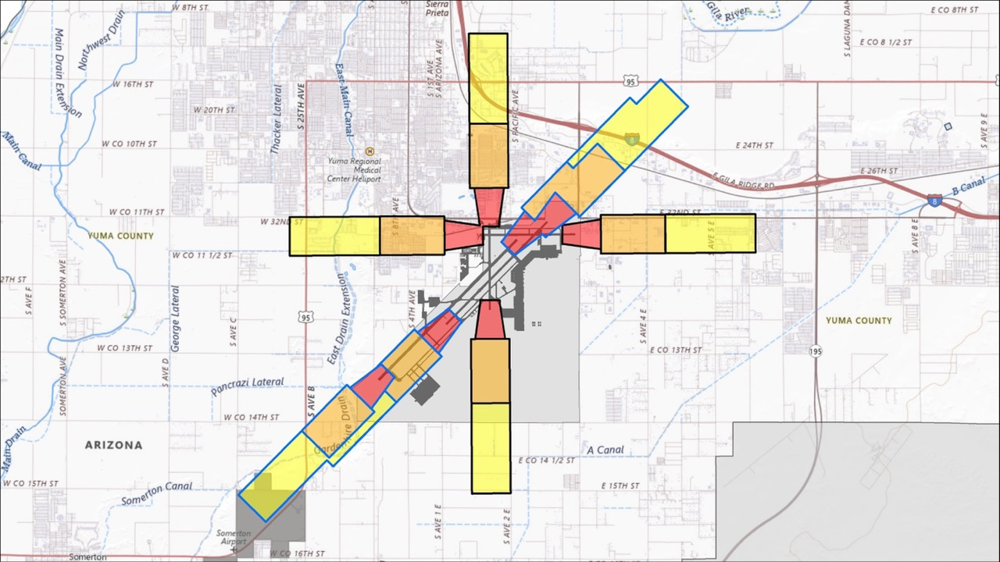 W 8TH ST
Sierra
Prieta
Gila River
E CO 8TH ST
S LAGUNA DAM
E CO 8 1/2 ST
Northwest Drain
Main Drain Extension
East Main Canal
S 1ST AVE
S ARIZONA AVE
95
W 16TH ST
Thacker Lateral
S 25TH AVE
S PACIFIC AVE
W 20TH ST
S AVE 9 E
Main Canal
W CO 10TH ST
8
E 24TH ST
H
Yuma Regional
Medical
Center Heliport
E GILA RIDGE RD
E 26TH ST
B Canal
8
W CO 11TH ST
W 32ND ST
S 8TH AVE
E 32ND ST
YUMA COUNTY
S AVE 5 E
S AVE 8 E
W CO 11 1/2 ST
2TH ST
S AVE F
S SOMERTON AVE
George Lateral
East Drain Extension
S 4TH AVE
95
S AVE C
S AVE 4 E
YUMA COUNTY
W CO 13TH ST
E CO 13TH ST
195
S AVE D
SOMERTON AVE
Pancrazi Lateral
S AVE B
W CO 14TH ST
Gardenhire Drain
Main Drain
ARIZONA
A Canal
E CO 14 1/2 ST
W CO 15TH ST
Somerton Canal
E 15TH ST
S AVE 1 E
S AVE 2 E
Somerton
Airport
W CO 16TH ST
Somerton